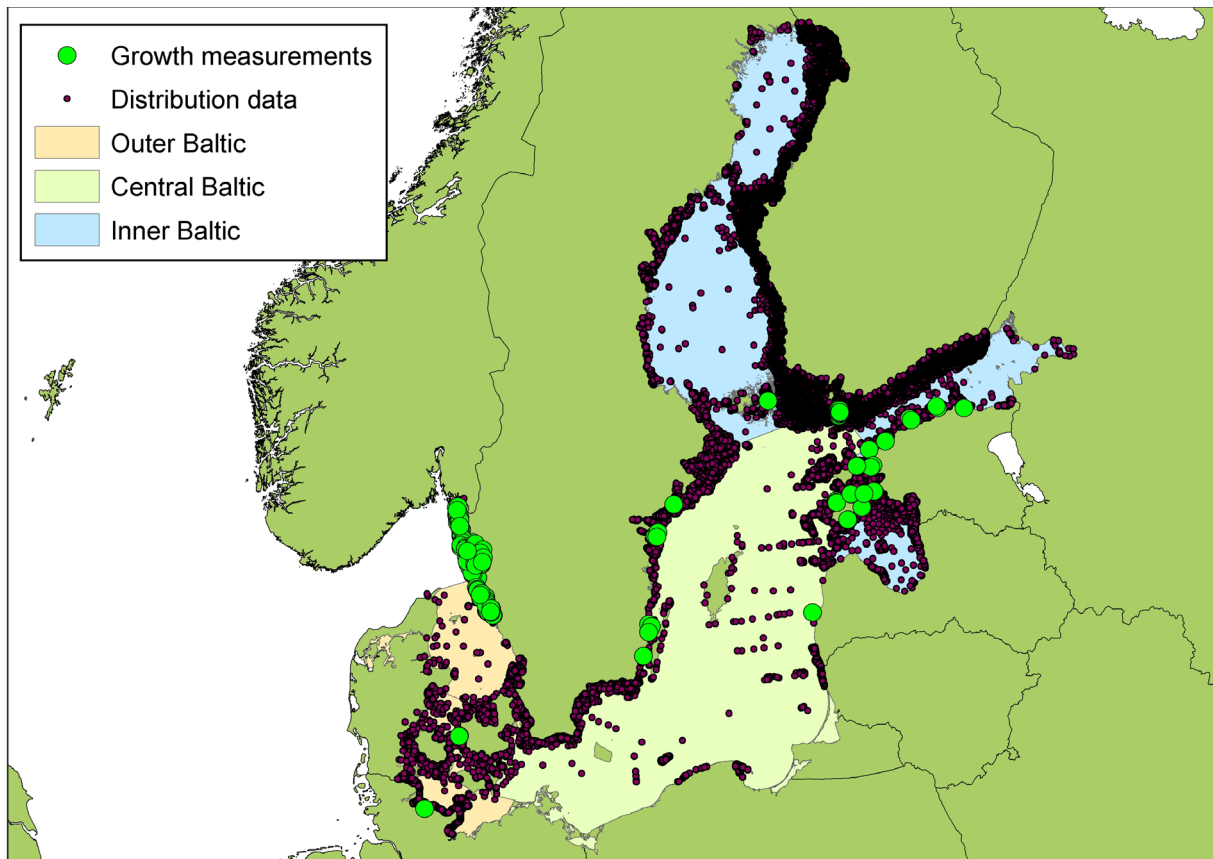 Growth measurements
Distribution data
Outer Baltic
Central Baltic
Inner Baltic